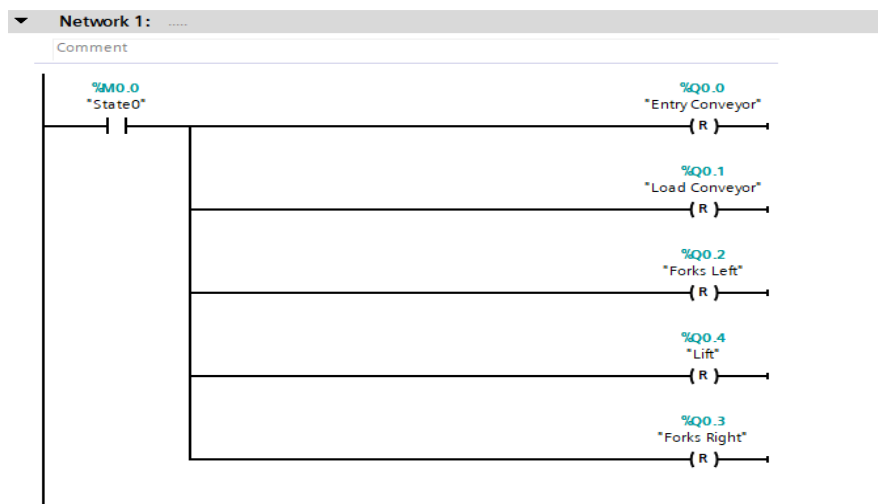 Network 1: .....
Comment
%M0.0
"State0"
%Q0.0
"Entry Conveyor"
R
%Q0.1
"Load Conveyor"
R
%Q0.2
"Forks Left"
R
%Q0.4
"Lift"
R
%Q0.3
"Forks Right"
R